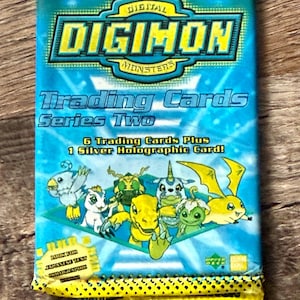 DIGITAL
DIGIMON
MONSTERS
Trading Cards
Series Two
6 Trading Cards Plus
1 Silver Holographic Card!